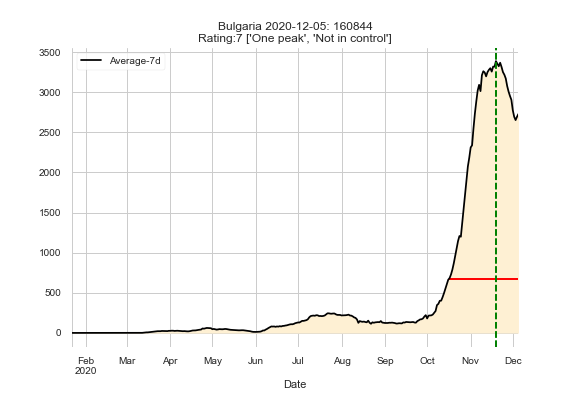 Bulgaria 2020-12-05: 160844
Rating:7 ['One peak', 'Not in control']
Average-7d
3500
3000
2500
2000
1500
1000
500
0
Feb Mar Apr May Jun Jul Aug Sep Oct Nov Dec
2020
Date